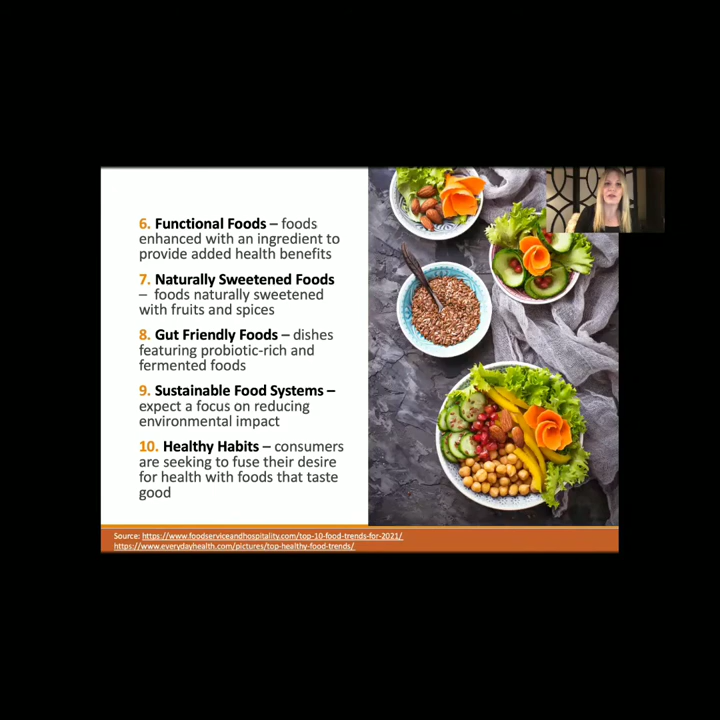 6. Functional Foods – foods
enhanced with an ingredient to
provide added health benefits
7. Naturally Sweetened Foods
– foods naturally sweetened
with fruits and spices
8. Gut Friendly Foods – dishes
featuring probiotic-rich and
fermented foods
9. Sustainable Food Systems –
expect a focus on reducing
environmental impact
10. Healthy Habits – consumers
are seeking to fuse their desire
for health with foods that taste
good
Source: https://www.foodserviceandhospitality.com/top-10-food-trends-for-2021/
https://www.everydayhealth.com/pictures/top-healthy-food-trends/